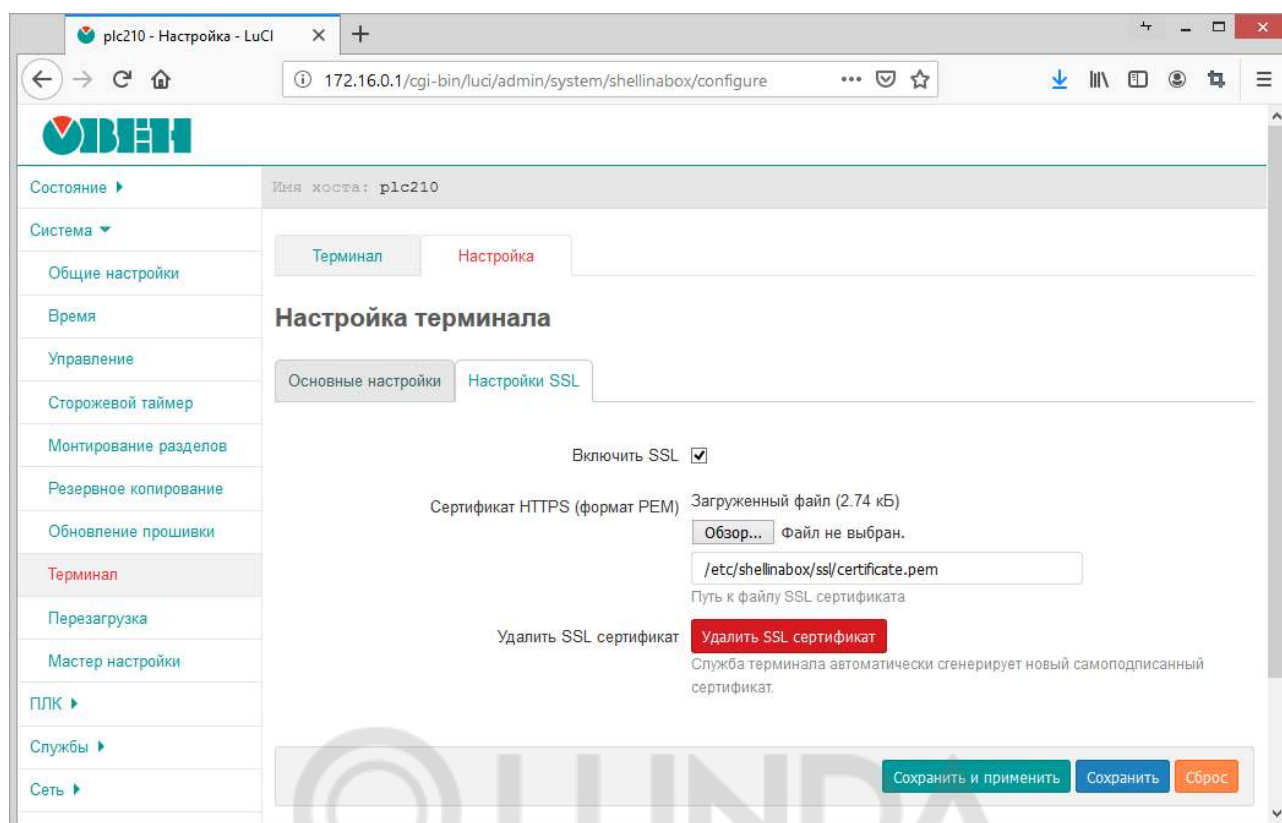 plc210 - Настройка - LuCI
172.16.0.1/cgi-bin/luci/admin/system/shellinabox/configure
ОВЕН
Состояние
Имя хоста: plc210
Система
Терминал Настройка
Общие настройки
Время
Настройка терминала
Управление
Основные настройки Настройки SSL
Сторожевой таймер
Монтирование разделов
Включить SSL
Резервное копирование
Сертификат HTTPS (формат PEM) Загруженный файл (2.74 кБ)
Обновление прошивки
Обзор... Файл не выбран.
Терминал
/etc/shellinabox/ssl/certificate.pem
Путь к файлу SSL сертификата
Перезагрузка
Удалить SSL сертификат Удалить SSL сертификат
Мастер настройки
Служба терминала автоматически сгенерирует новый самоподписанный
сертификат.
ПЛК
Службы
Сохранить и применить Сохранить Сброс
Сеть
LUNDA